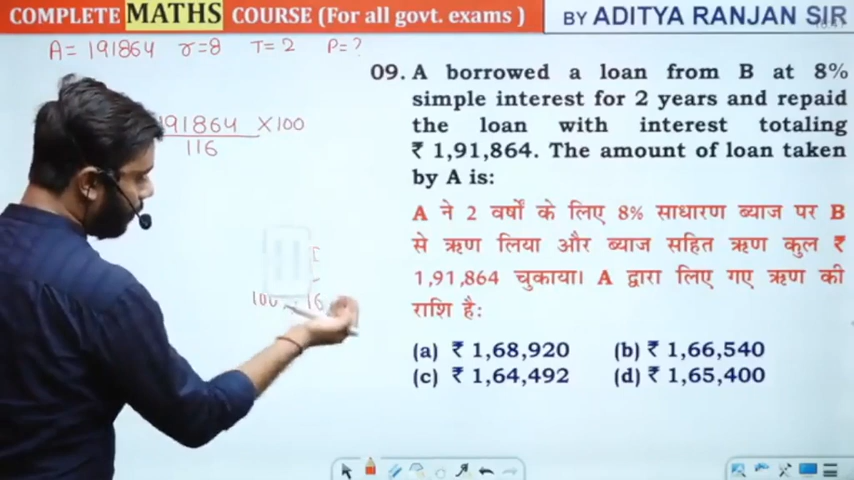 COMPLETE MATHS COURSE (For all govt. exams )
BY ADITYA RANJAN SIR
A= 191864 r=8 T=2 P=?
191864 X100
116
I
100 16
09. A borrowed a loan from B at 8%
simple interest for 2 years and repaid
the loan with interest totaling
₹ 1,91,864. The amount of loan taken
by A is:
A ने 2 वर्षों के लिए 8% साधारण ब्याज पर B
से ऋण लिया और ब्याज सहित ऋण कुल ₹
1,91,864 चुकाया। A द्वारा लिए गए ऋण की
राशि है:
(a) ₹ 1,68,920 (b) ₹ 1,66,540
(c) ₹ 1,64,492 (d) ₹ 1,65,400